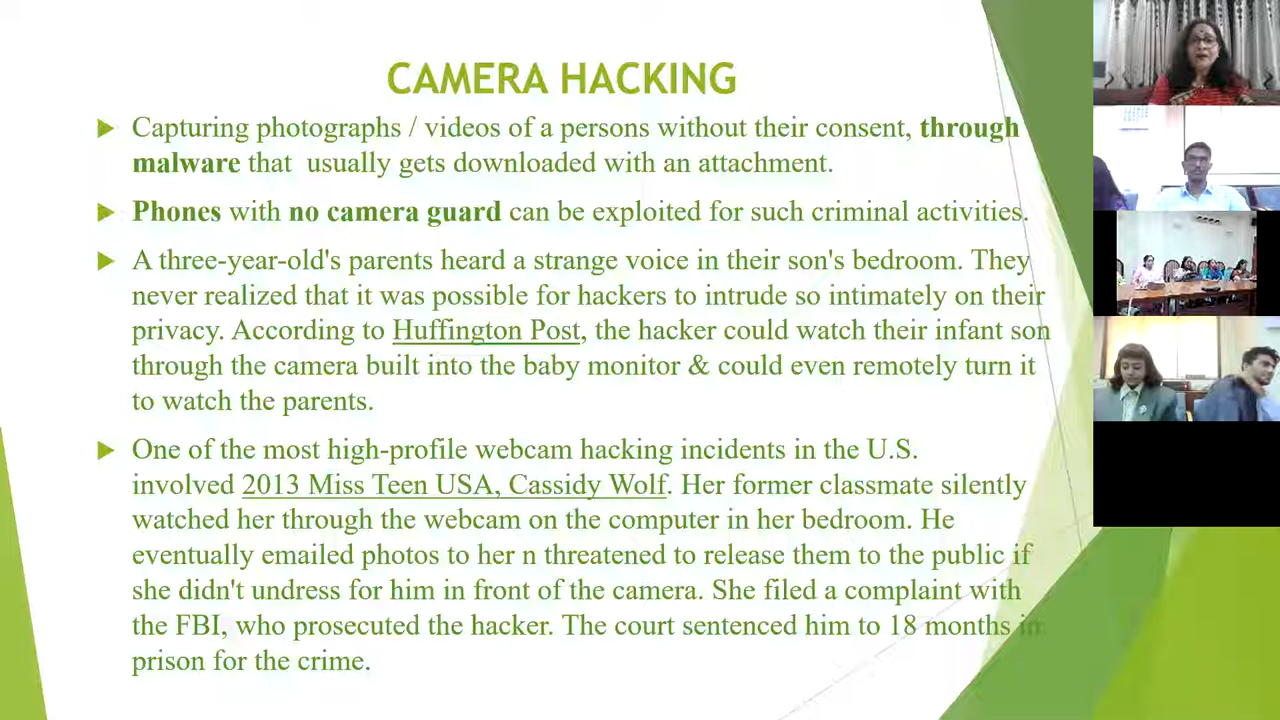 CAMERA HACKING
Capturing photographs / videos of a persons without their consent, through
malware that usually gets downloaded with an attachment.
Phones with no camera guard can be exploited for such criminal activities.
A three-year-old's parents heard a strange voice in their son's bedroom. They
never realized that it was possible for hackers to intrude so intimately on their
privacy. According to Huffington Post, the hacker could watch their infant son
through the camera built into the baby monitor & could even remotely turn it
to watch the parents.
One of the most high-profile webcam hacking incidents in the U.S.
involved 2013 Miss Teen USA, Cassidy Wolf. Her former classmate silently
watched her through the webcam on the computer in her bedroom. He
eventually emailed photos to her n threatened to release them to the public if
she didn't undress for him in front of the camera. She filed a complaint with
the FBI, who prosecuted the hacker. The court sentenced him to 18 months in
prison for the crime.